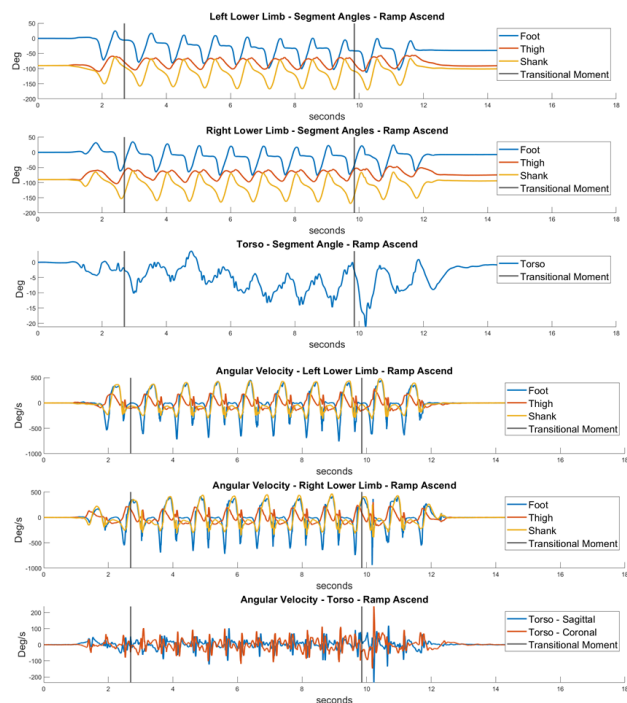 Left Lower Limb - Segment Angles - Ramp Ascend
Deg
50
0
-50
-100
-150
-200
0 2 4 6 8 10 12 14 16 18
seconds
Foot
Thigh
Shank
Transitional Moment
Right Lower Limb - Segment Angles - Ramp Ascend
Deg
50
0
-50
-100
-150
-200
0 2 4 6 8 10 12 14 16 18
seconds
Foot
Thigh
Shank
Transitional Moment
Torso - Segment Angle - Ramp Ascend
Deg
0
-5
-10
-15
-20
0 2 4 6 8 10 12 14 16 18
seconds
Torso
Transitional Moment
Angular Velocity - Left Lower Limb - Ramp Ascend
Deg/s
500
0
-500
-1000
0 2 4 6 8 10 12 14 16 18
seconds
Foot
Thigh
Shank
Transitional Moment
Angular Velocity - Right Lower Limb - Ramp Ascend
Deg/s
500
0
-500
-1000
0 2 4 6 8 10 12 14 16 18
seconds
Foot
Thigh
Shank
Transitional Moment
Angular Velocity - Torso - Ramp Ascend
Deg/s
200
100
0
-100
-200
0 2 4 6 8 10 12 14 16 18
seconds
Torso - Sagittal
Torso - Coronal
Transitional Moment